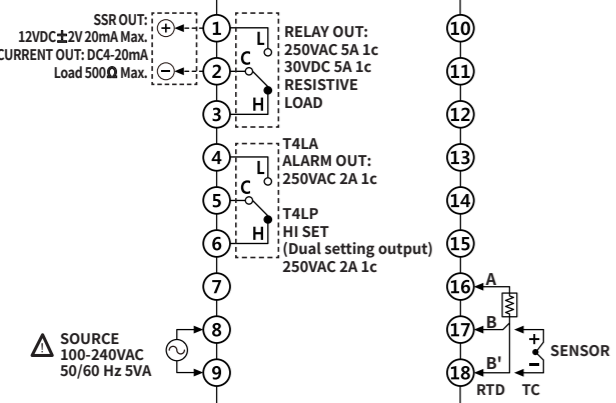 SSR OUT:
12VDC±2V 20mA Max.
CURRENT OUT: DC4-20mA
Load 500Ω Max.
+
−
1
2
3
L
C
H
RELAY OUT:
250VAC 5A 1c
30VDC 5A 1c
RESISTIVE
LOAD
4
5
6
L
C
H
T4LA
ALARM OUT:
250VAC 2A 1c
T4LP
HI SET
(Dual setting output)
250VAC 2A 1c
7
8
9
! SOURCE
100-240VAC
50/60 Hz 5VA
10
11
12
13
14
15
16 A
17 B
18 B'
+
−
SENSOR
RTD TC